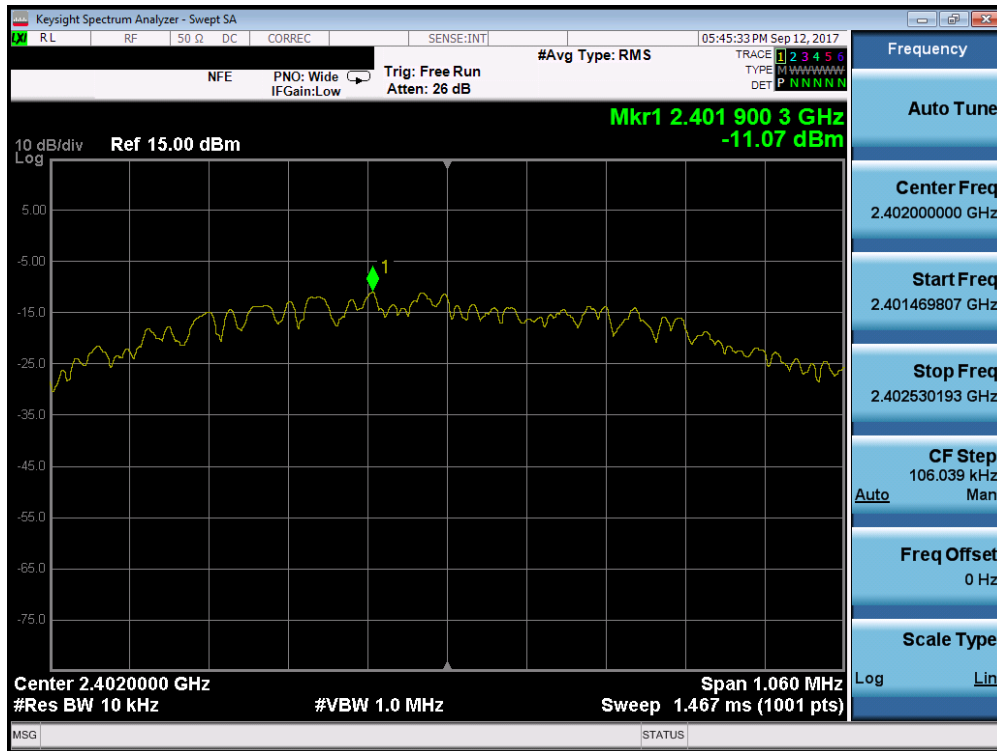 Keysight Spectrum Analyzer - Swept SA
LXI RL RF 50 Ω DC CORREC SENSE:INT 05:45:33 PM Sep 12, 2017
#Avg Type: RMS TRACE 1 2 3 4 5 6
NFE PNO: Wide Trig: Free Run TYPE M WWWWW
IFGain:Low Atten: 26 dB DET P N N N N N
Mkr1 2.401 900 3 GHz
-11.07 dBm
10 dB/div Ref 15.00 dBm
Log
5.00
-5.00
1
-15.0
-25.0
-35.0
-45.0
-55.0
-65.0
-75.0
Center 2.4020000 GHz Span 1.060 MHz
#Res BW 10 kHz #VBW 1.0 MHz Sweep 1.467 ms (1001 pts)
MSG STATUS
Frequency
Auto Tune
Center Freq
2.402000000 GHz
Start Freq
2.401469807 GHz
Stop Freq
2.402530193 GHz
CF Step
106.039 kHz
Auto Man
Freq Offset
0 Hz
Scale Type
Log Lin